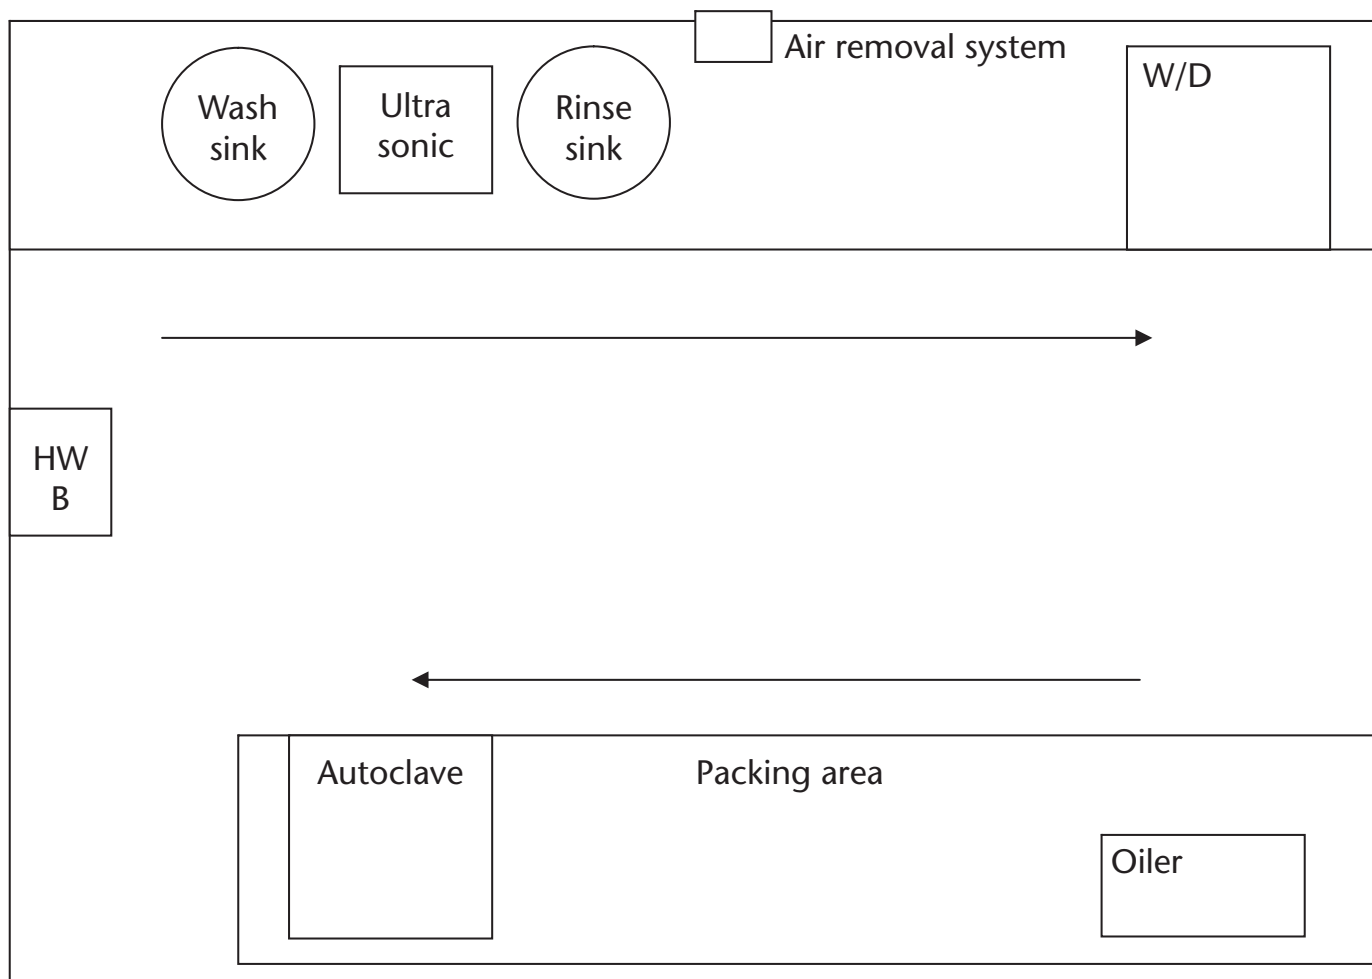 Air removal system
Wash
sink
Ultra
sonic
Rinse
sink
W/D
HW
B
Autoclave
Packing area
Oiler